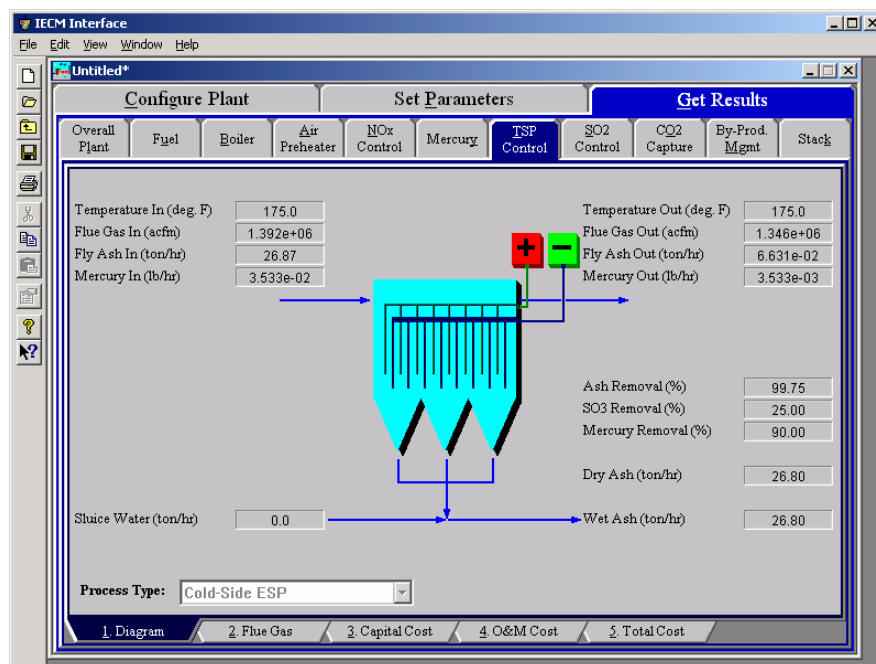 IECM Interface
File Edit View Window Help
Untitled*
Configure Plant Set Parameters Get Results
Overall Plant Fuel Boiler Air Preheater NOx Control Mercury TSP Control SO2 Control CO2 Capture By-Prod. Mgmt Stack
Temperature In (deg. F) 175.0 Temperature Out (deg. F) 175.0
Flue Gas In (acfm) 1.392e+06 Flue Gas Out (acfm) 1.346e+06
Fly Ash In (ton/hr) 26.87 + − Fly Ash Out (ton/hr) 6.631e-02
Mercury In (lb/hr) 3.533e-02 Mercury Out (lb/hr) 3.533e-03
Ash Removal (%) 99.75
SO3 Removal (%) 25.00
Mercury Removal (%) 90.00
Dry Ash (ton/hr) 26.80
Sluice Water (ton/hr) 0.0 Wet Ash (ton/hr) 26.80
Process Type: Cold-Side ESP
1. Diagram 2. Flue Gas 3. Capital Cost 4. O&M Cost 5. Total Cost